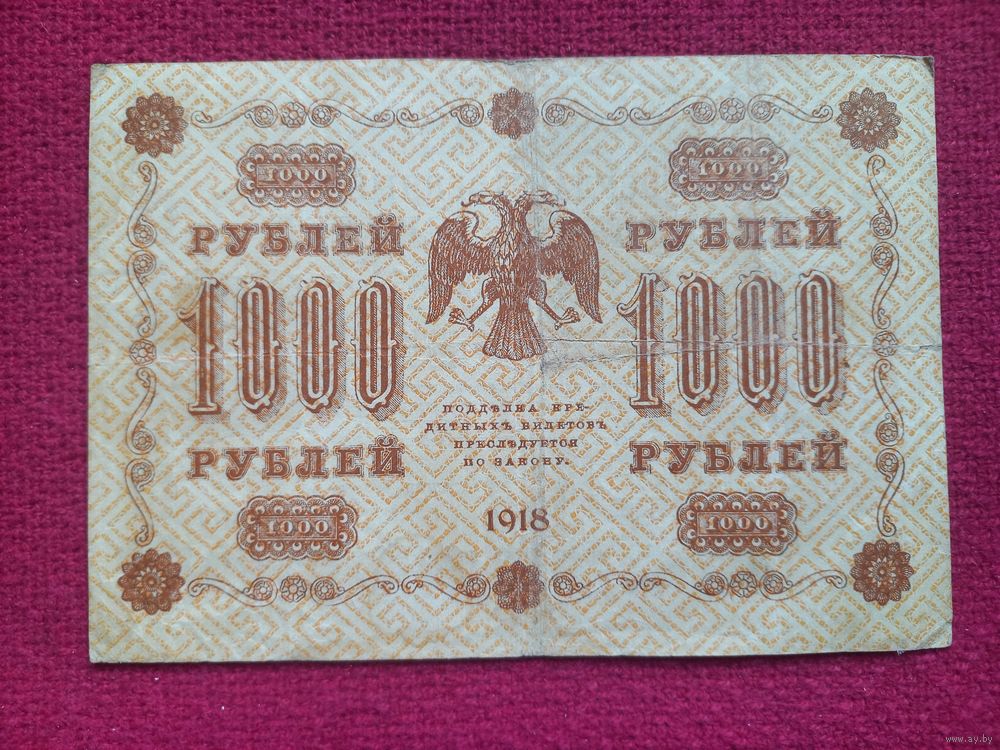 1000 1000
РУБЛЕЙ РУБЛЕЙ
1000 1000
ПОДДѢЛКА КРЕ-
ДИТНЫХЪ БИЛЕТОВЪ
ПРЕСЛѢДУЕТСЯ
ПО ЗАКОНУ.
РУБЛЕЙ РУБЛЕЙ
1000 1918 1000
www.ay.by